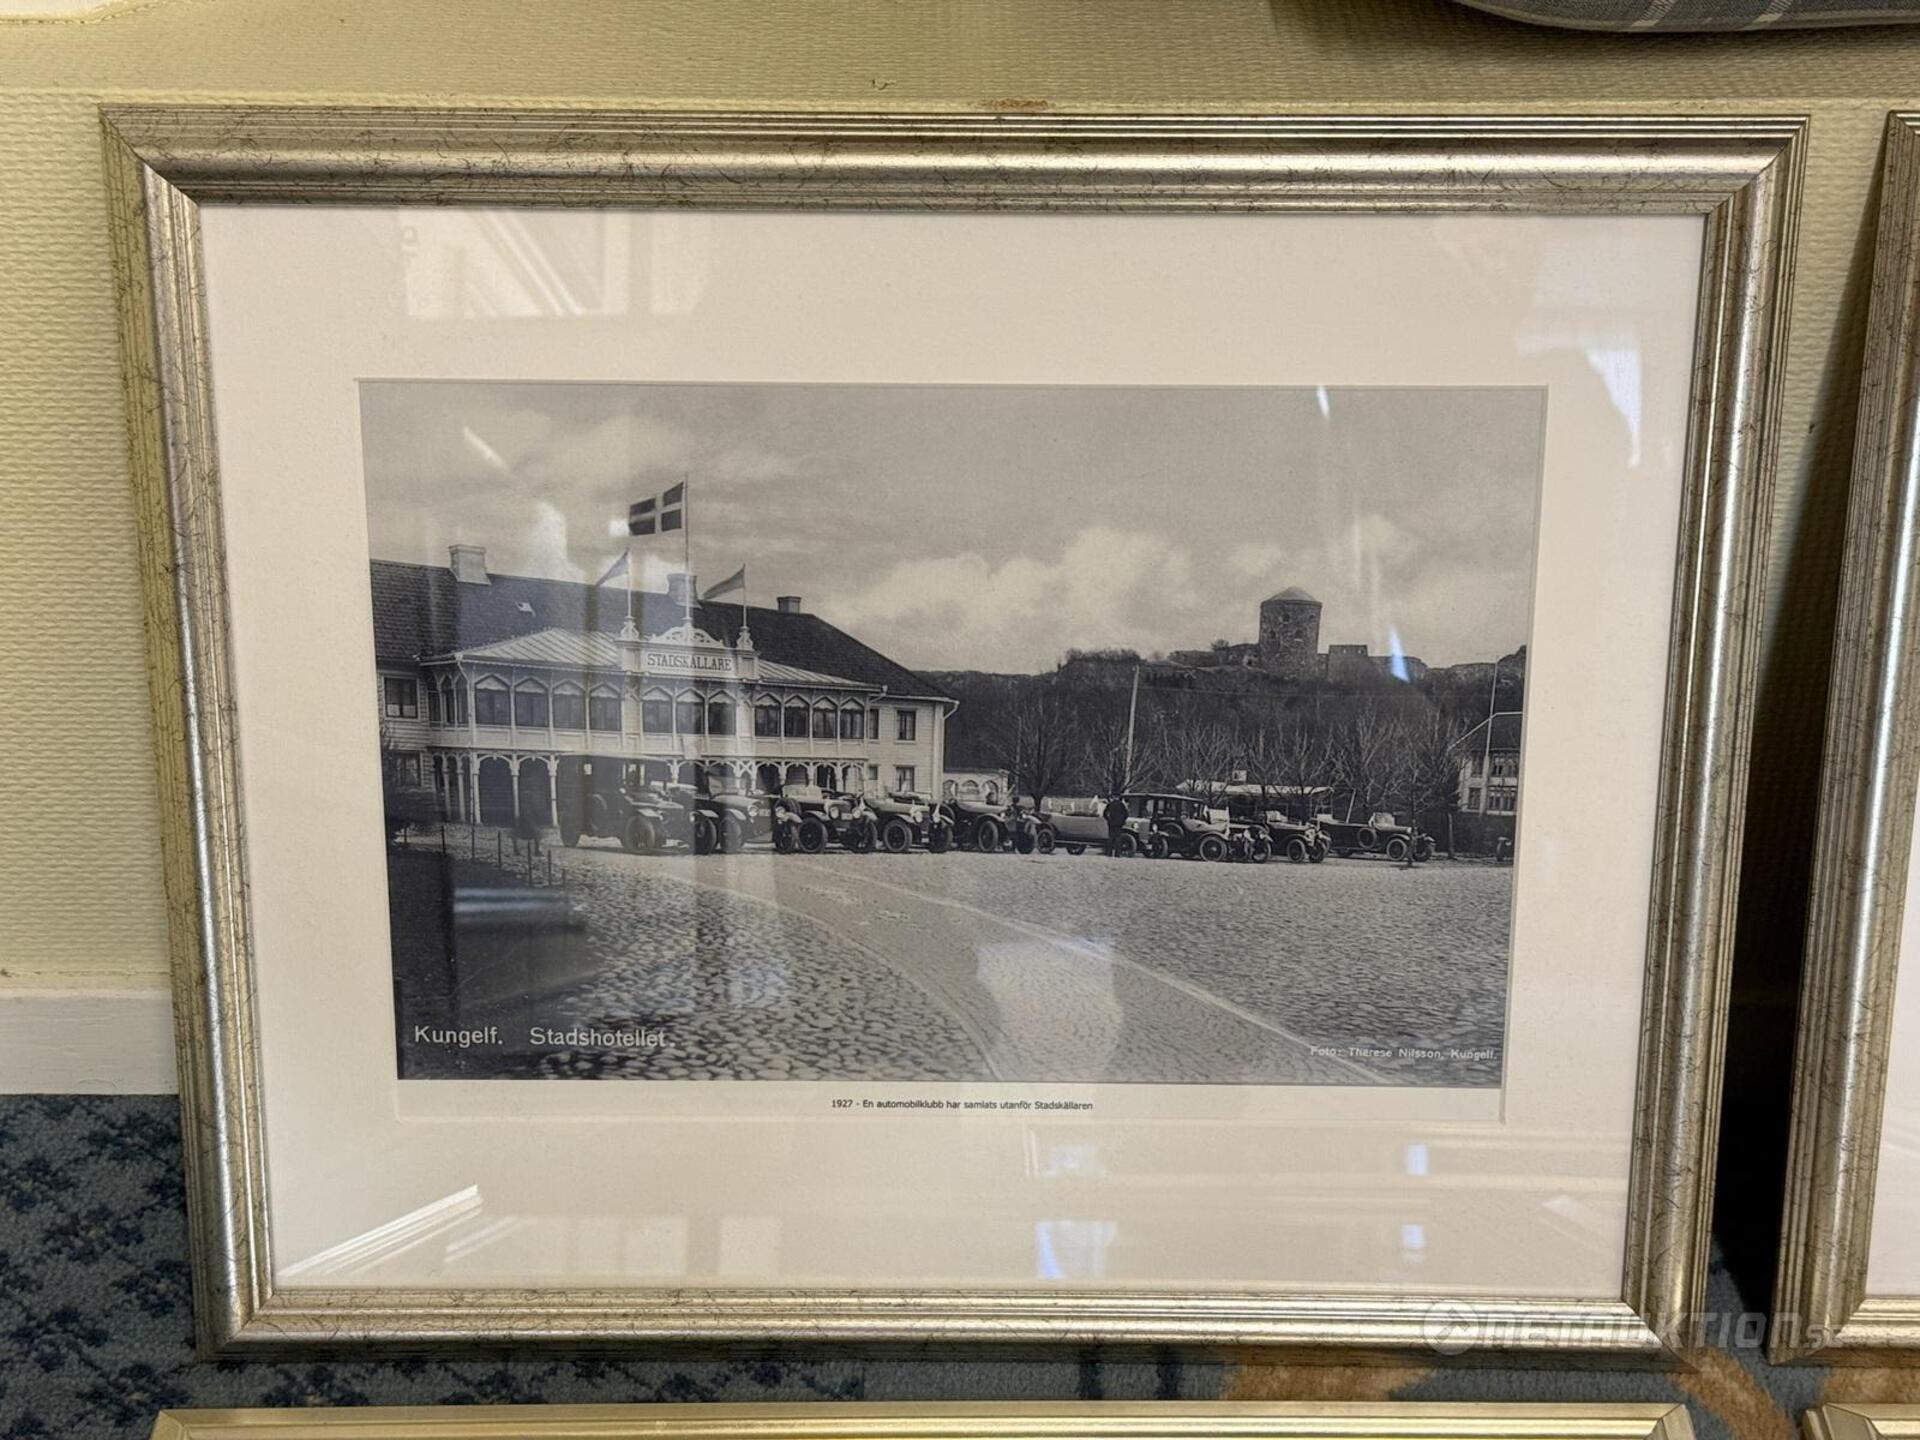 STADSKÄLLARE
Kungelf. Stadshotellet.
Foto: Therese Nilsson, Kungelf.
1927 - En automobilklubb har samlats utanför Stadskällaren
NETAUKTION.SE